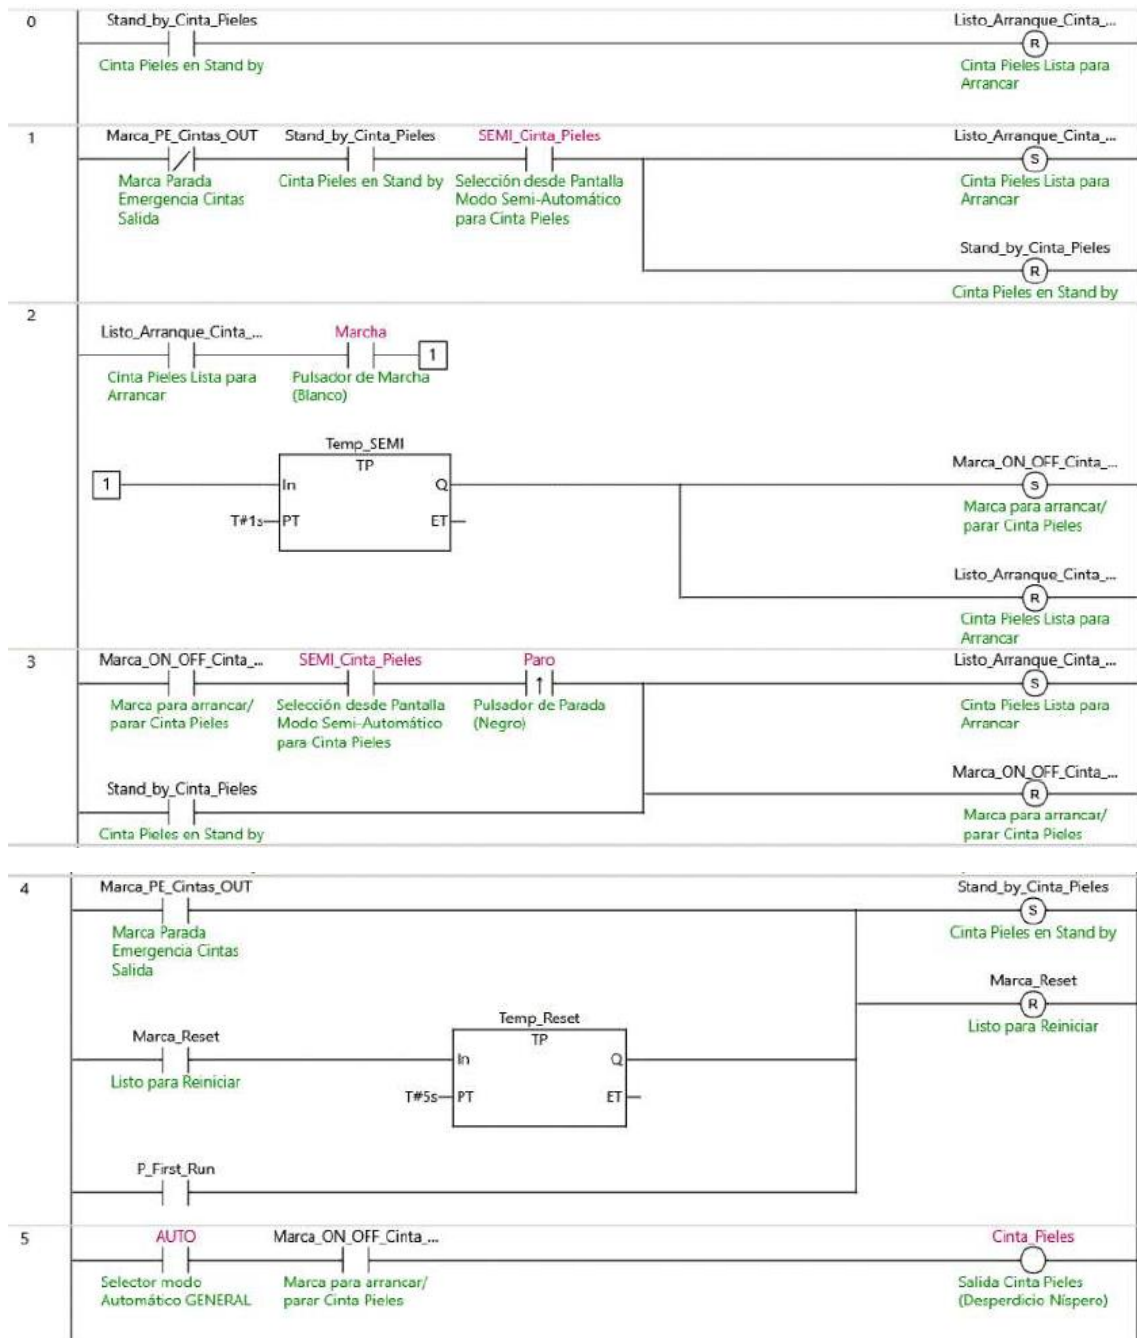 0
Stand_by_Cinta_Pieles
Listo_Arranque_Cinta_...
R
Cinta Pieles en Stand by
Cinta Pieles Lista para
Arrancar
1
Marca_PE_Cintas_OUT
Stand_by_Cinta_Pieles
SEMI_Cinta_Pieles
Listo_Arranque_Cinta_...
S
Marca Parada
Emergencia Cintas
Salida
Cinta Pieles en Stand by
Selección desde Pantalla
Modo Semi-Automático
para Cinta Pieles
Cinta Pieles Lista para
Arrancar
Stand_by_Cinta_Pieles
R
Cinta Pieles en Stand by
2
Listo_Arranque_Cinta_...
Marcha
1
Cinta Pieles Lista para
Arrancar
Pulsador de Marcha
(Blanco)
Temp_SEMI
TP
1
In
Q
T#1s
PT
ET
Marca_ON_OFF_Cinta_...
S
Marca para arrancar/
parar Cinta Pieles
Listo_Arranque_Cinta_...
R
Cinta Pieles Lista para
Arrancar
3
Marca_ON_OFF_Cinta_...
SEMI_Cinta_Pieles
Paro
Listo_Arranque_Cinta_...
S
Marca para arrancar/
parar Cinta Pieles
Selección desde Pantalla
Modo Semi-Automático
para Cinta Pieles
Pulsador de Parada
(Negro)
Cinta Pieles Lista para
Arrancar
Stand_by_Cinta_Pieles
Cinta Pieles en Stand by
Marca_ON_OFF_Cinta_...
R
Marca para arrancar/
parar Cinta Pieles
4
Marca_PE_Cintas_OUT
Stand_by_Cinta_Pieles
S
Marca Parada
Emergencia Cintas
Salida
Cinta Pieles en Stand by
Marca_Reset
R
Listo para Reiniciar
Marca_Reset
Listo para Reiniciar
Temp_Reset
TP
In
Q
T#5s
PT
ET
P_First_Run
5
AUTO
Marca_ON_OFF_Cinta_...
Cinta_Pieles
Selector modo
Automático GENERAL
Marca para arrancar/
parar Cinta Pieles
Salida Cinta Pieles
(Desperdicio Níspero)